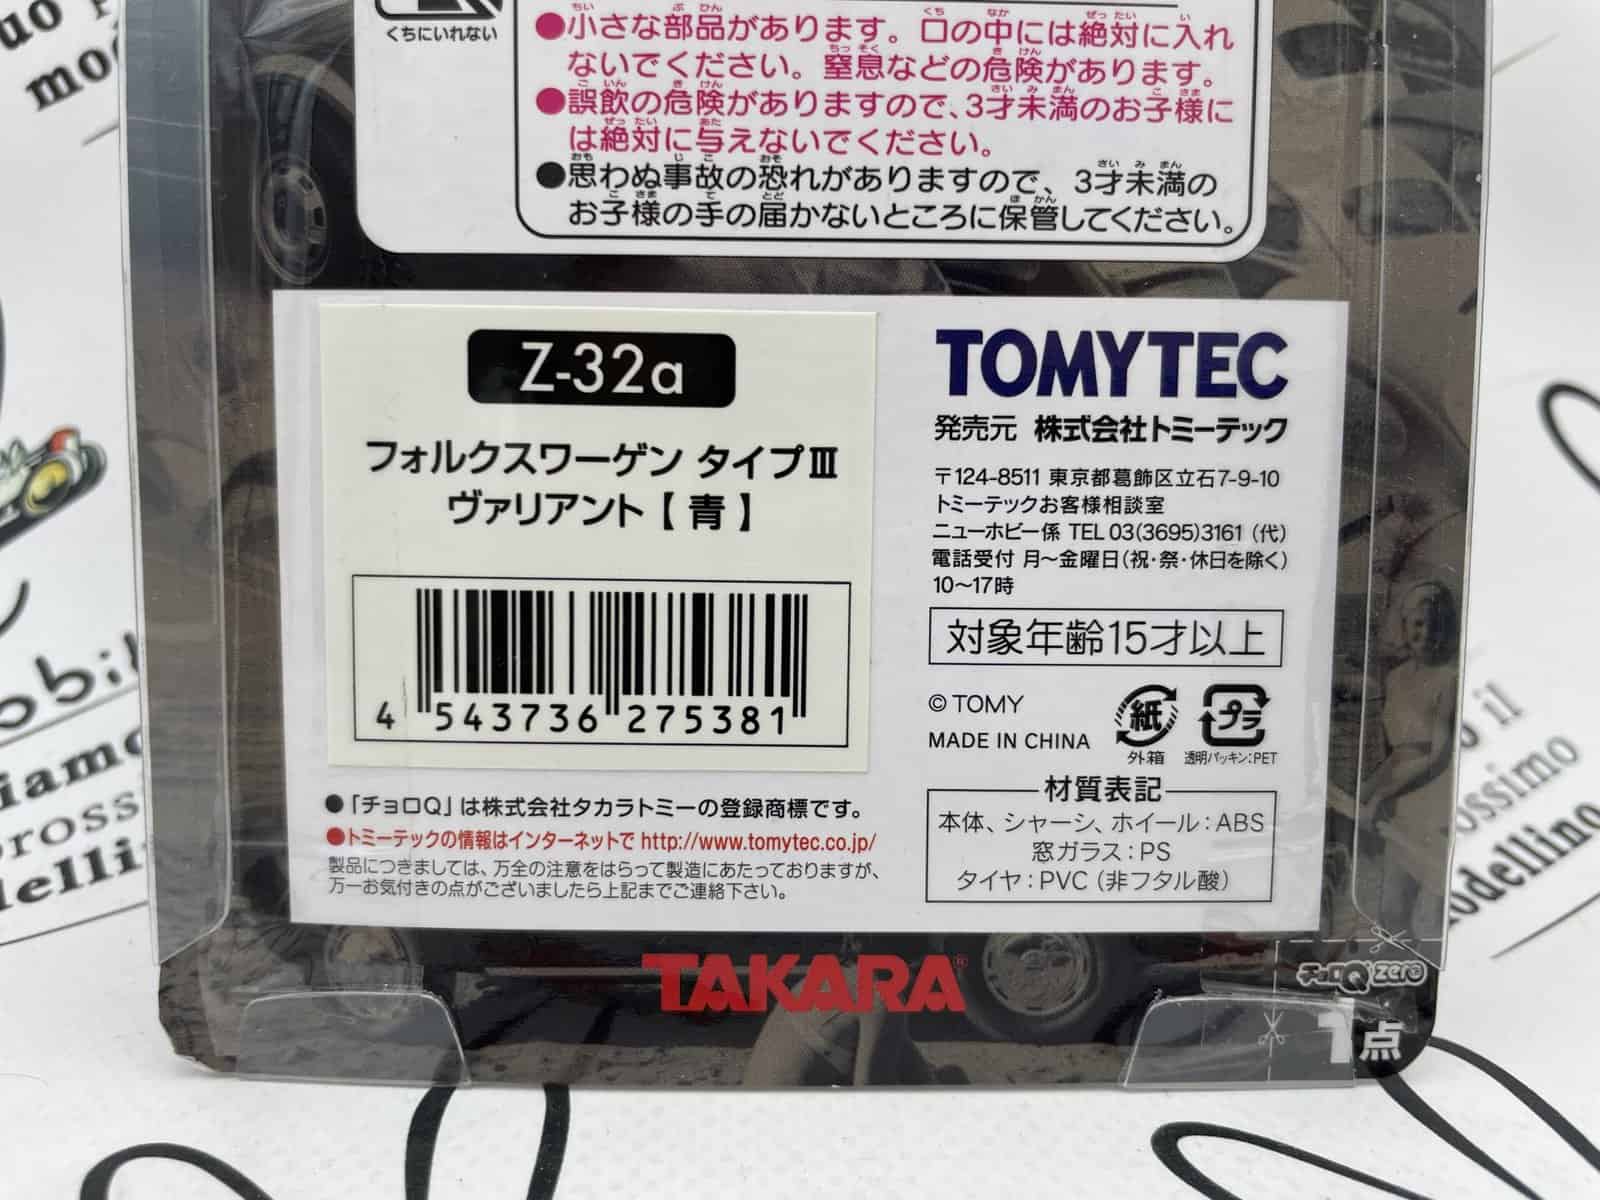 くちにいれない
●小さな部品があります。口の中には絶対に入れ
ないでください。窒息などの危険があります。
●誤飲の危険がありますので、3才未満のお子様に
は絶対に与えないでください。
●思わぬ事故の恐れがありますので、3才未満の
お子様の手の届かないところに保管してください。
Z-32a
フォルクスワーゲン タイプⅢ
ヴァリアント【青】
4 543736 275381
TOMYTEC
発売元 株式会社トミーテック
〒124-8511 東京都葛飾区立石7-9-10
トミーテックお客様相談室
ニューホビー係 TEL 03(3695)3161 (代)
電話受付 月〜金曜日(祝・祭・休日を除く)
10〜17時
対象年齢15才以上
© TOMY
MADE IN CHINA
紙
外箱
プラ
透明パッキン:PET
材質表記
本体、シャーシ、ホイール:ABS
窓ガラス:PS
タイヤ:PVC(非フタル酸)
●「チョロQ」は株式会社タカラトミーの登録商標です。
●トミーテックの情報はインターネットで http://www.tomytec.co.jp/
製品につきましては、万全の注意をはらって製造にあたっておりますが、
万一お気付きの点がございましたら上記までご連絡下さい。
TAKARA®
チョロQ zero
1点